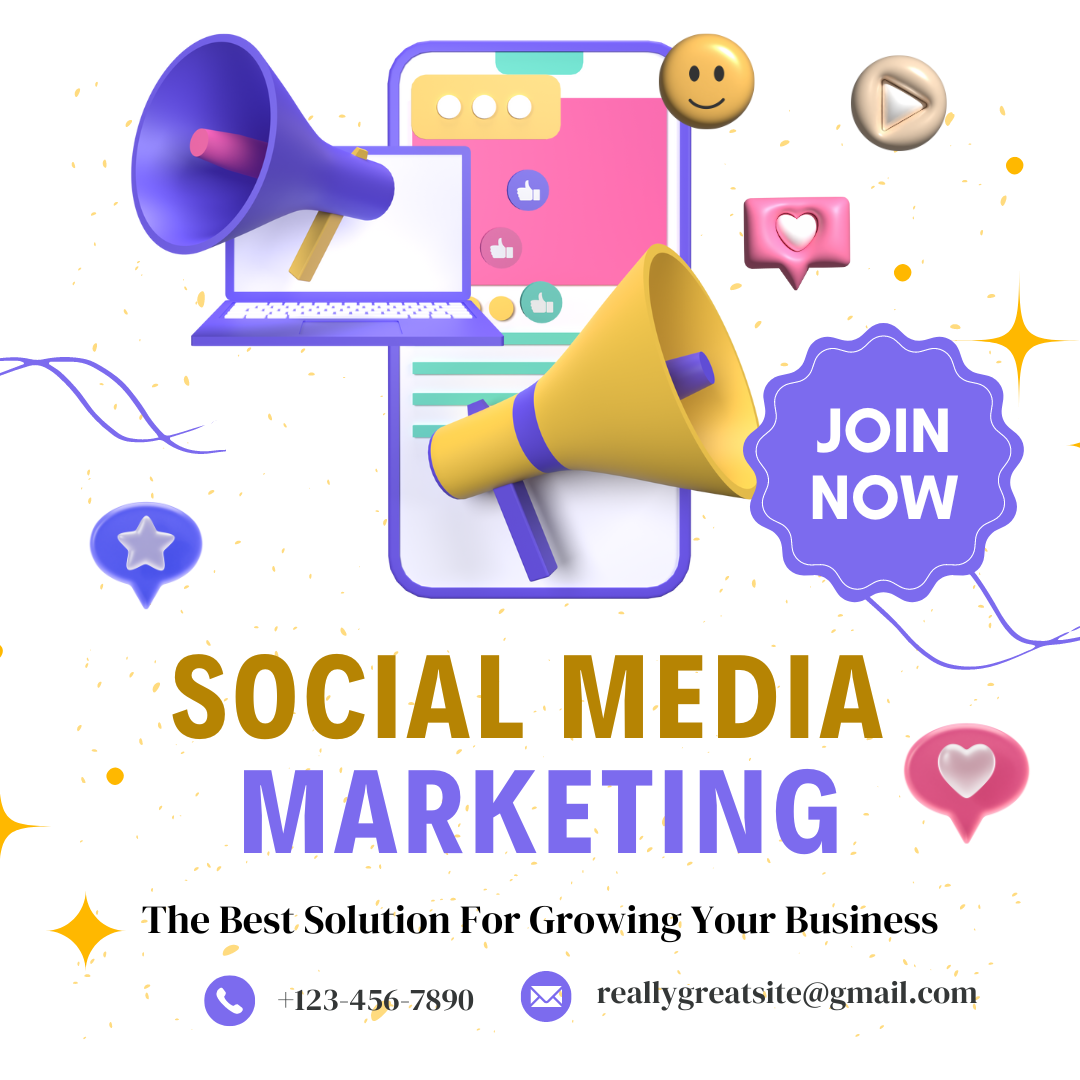 JOIN
NOW
SOCIAL MEDIA
MARKETING
The Best Solution For Growing Your Business
+123-456-7890
reallygreatsite@gmail.com